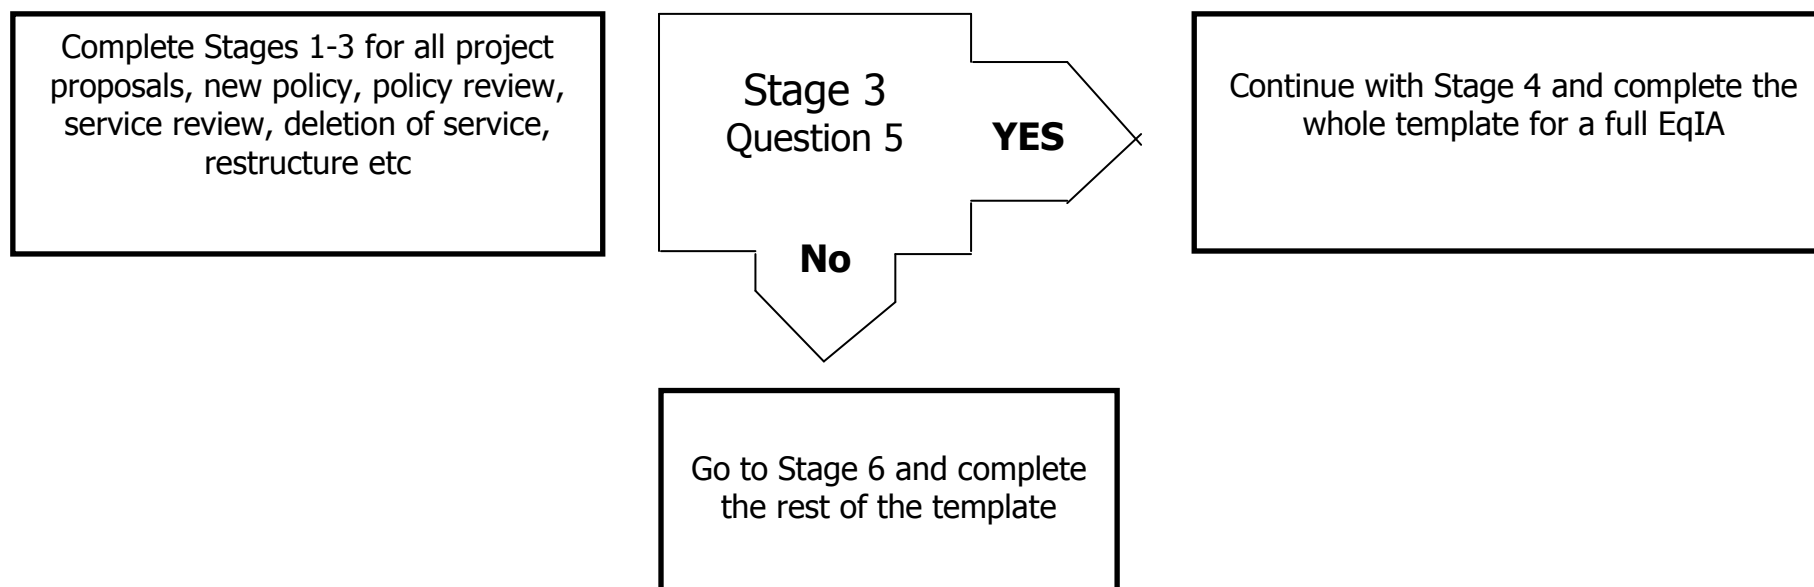 Complete Stages 1-3 for all project
proposals, new policy, policy review,
service review, deletion of service,
restructure etc
Stage 3
Question 5
YES
No
Continue with Stage 4 and complete the
whole template for a full EqIA
Go to Stage 6 and complete
the rest of the template